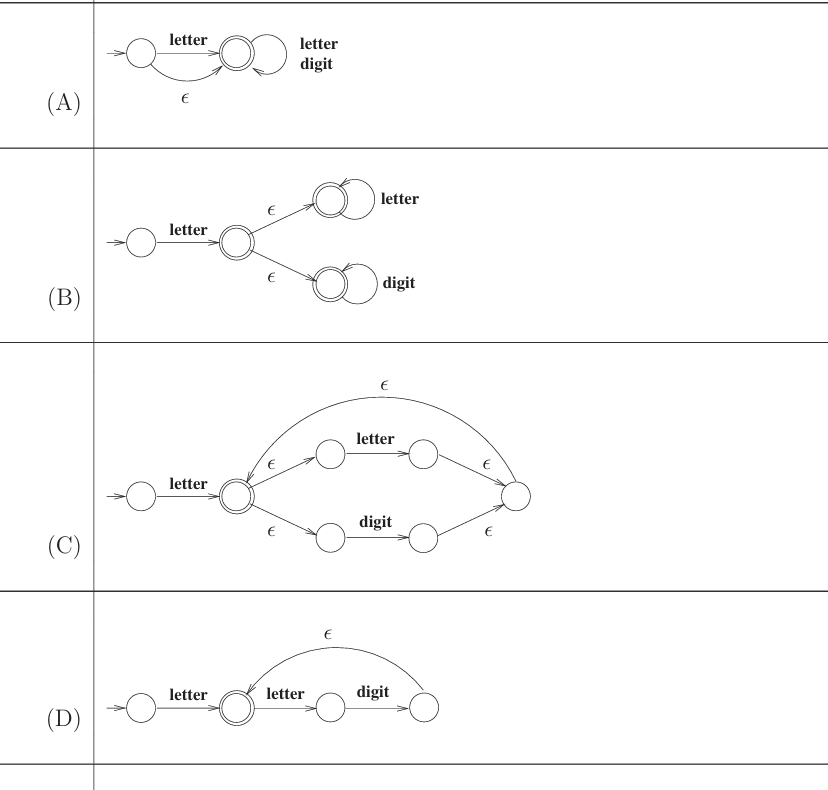 letter
letter
digit
ϵ
(A)
letter
ϵ
letter
ϵ
digit
(B)
ϵ
letter
ϵ
letter
ϵ
digit
ϵ
ϵ
(C)
ϵ
letter
letter
digit
(D)